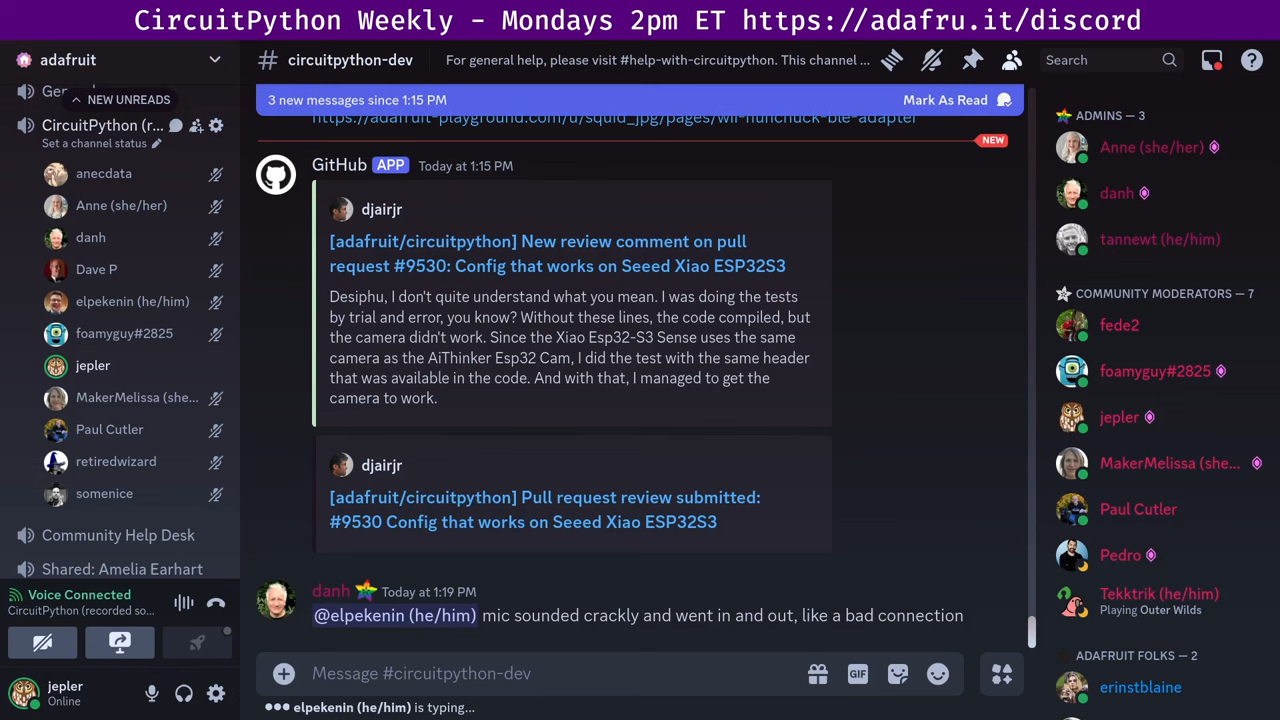 CircuitPython Weekly - Mondays 2pm ET https://adafru.it/discord
adafruit
NEW UNREADS
CircuitPython (r...
Set a channel status
anecdata
Anne (she/her)
danh
Dave P
elpekenin (he/him)
foamyguy#2825
jepler
MakerMelissa (she...
Paul Cutler
retiredwizard
somenice
Community Help Desk
Shared: Amelia Earhart
Voice Connected
CircuitPython (recorded so...
jepler
Online
# circuitpython-dev
For general help, please visit #help-with-circuitpython. This channel ...
Search
3 new messages since 1:15 PM
Mark As Read
https://adafruit-playground.com/u/squid_jpg/pages/wii-nunchuck-ble-adapter
NEW
GitHub APP Today at 1:15 PM
djairjr
[adafruit/circuitpython] New review comment on pull
request #9530: Config that works on Seeed Xiao ESP32S3
Desiphu, I don't quite understand what you mean. I was doing the tests
by trial and error, you know? Without these lines, the code compiled, but
the camera didn't work. Since the Xiao Esp32-S3 Sense uses the same
camera as the AiThinker Esp32 Cam, I did the test with the same header
that was available in the code. And with that, I managed to get the
camera to work.
djairjr
[adafruit/circuitpython] Pull request review submitted:
#9530 Config that works on Seeed Xiao ESP32S3
danh Today at 1:19 PM
@elpekenin (he/him) mic sounded crackly and went in and out, like a bad connection
Message #circuitpython-dev
GIF
elpekenin (he/him) is typing...
ADMINS — 3
Anne (she/her)
danh
tannewt (he/him)
COMMUNITY MODERATORS — 7
fede2
foamyguy#2825
jepler
MakerMelissa (she...
Paul Cutler
Pedro
Tekktrik (he/him)
Playing Outer Wilds
ADAFRUIT FOLKS — 2
erinstblaine